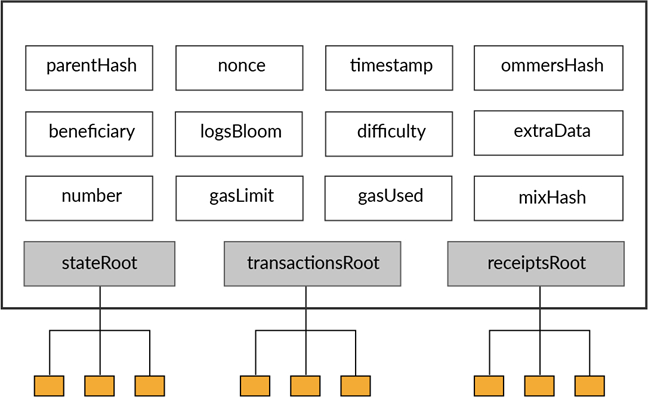 parentHash
nonce
timestamp
ommersHash
beneficiary
logsBloom
difficulty
extraData
number
gasLimit
gasUsed
mixHash
stateRoot
transactionsRoot
receiptsRoot